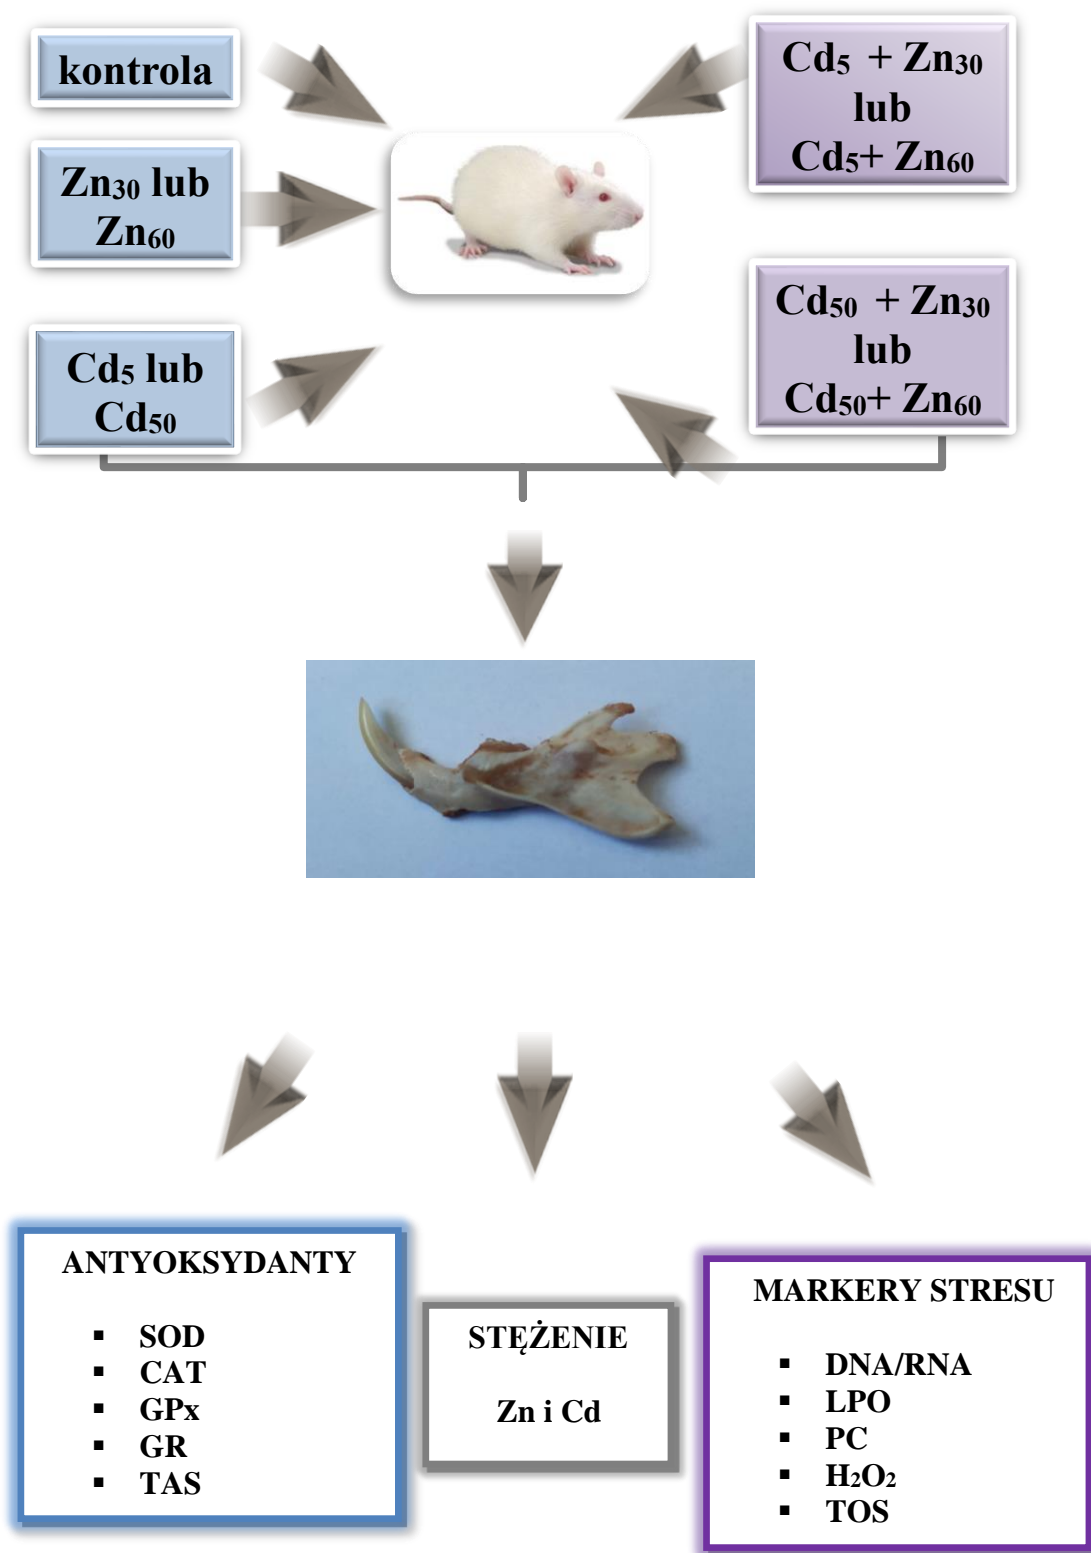 kontrola
Zn₃₀ lub
Zn₆₀
Cd₅ lub
Cd₅₀
Cd₅ + Zn₃₀
lub
Cd₅+ Zn₆₀
Cd₅₀ + Zn₃₀
lub
Cd₅₀+ Zn₆₀
ANTYOKSYDANTY
▪ SOD
▪ CAT
▪ GPx
▪ GR
▪ TAS
STĘŻENIE
Zn i Cd
MARKERY STRESU
▪ DNA/RNA
▪ LPO
▪ PC
▪ H₂O₂
▪ TOS